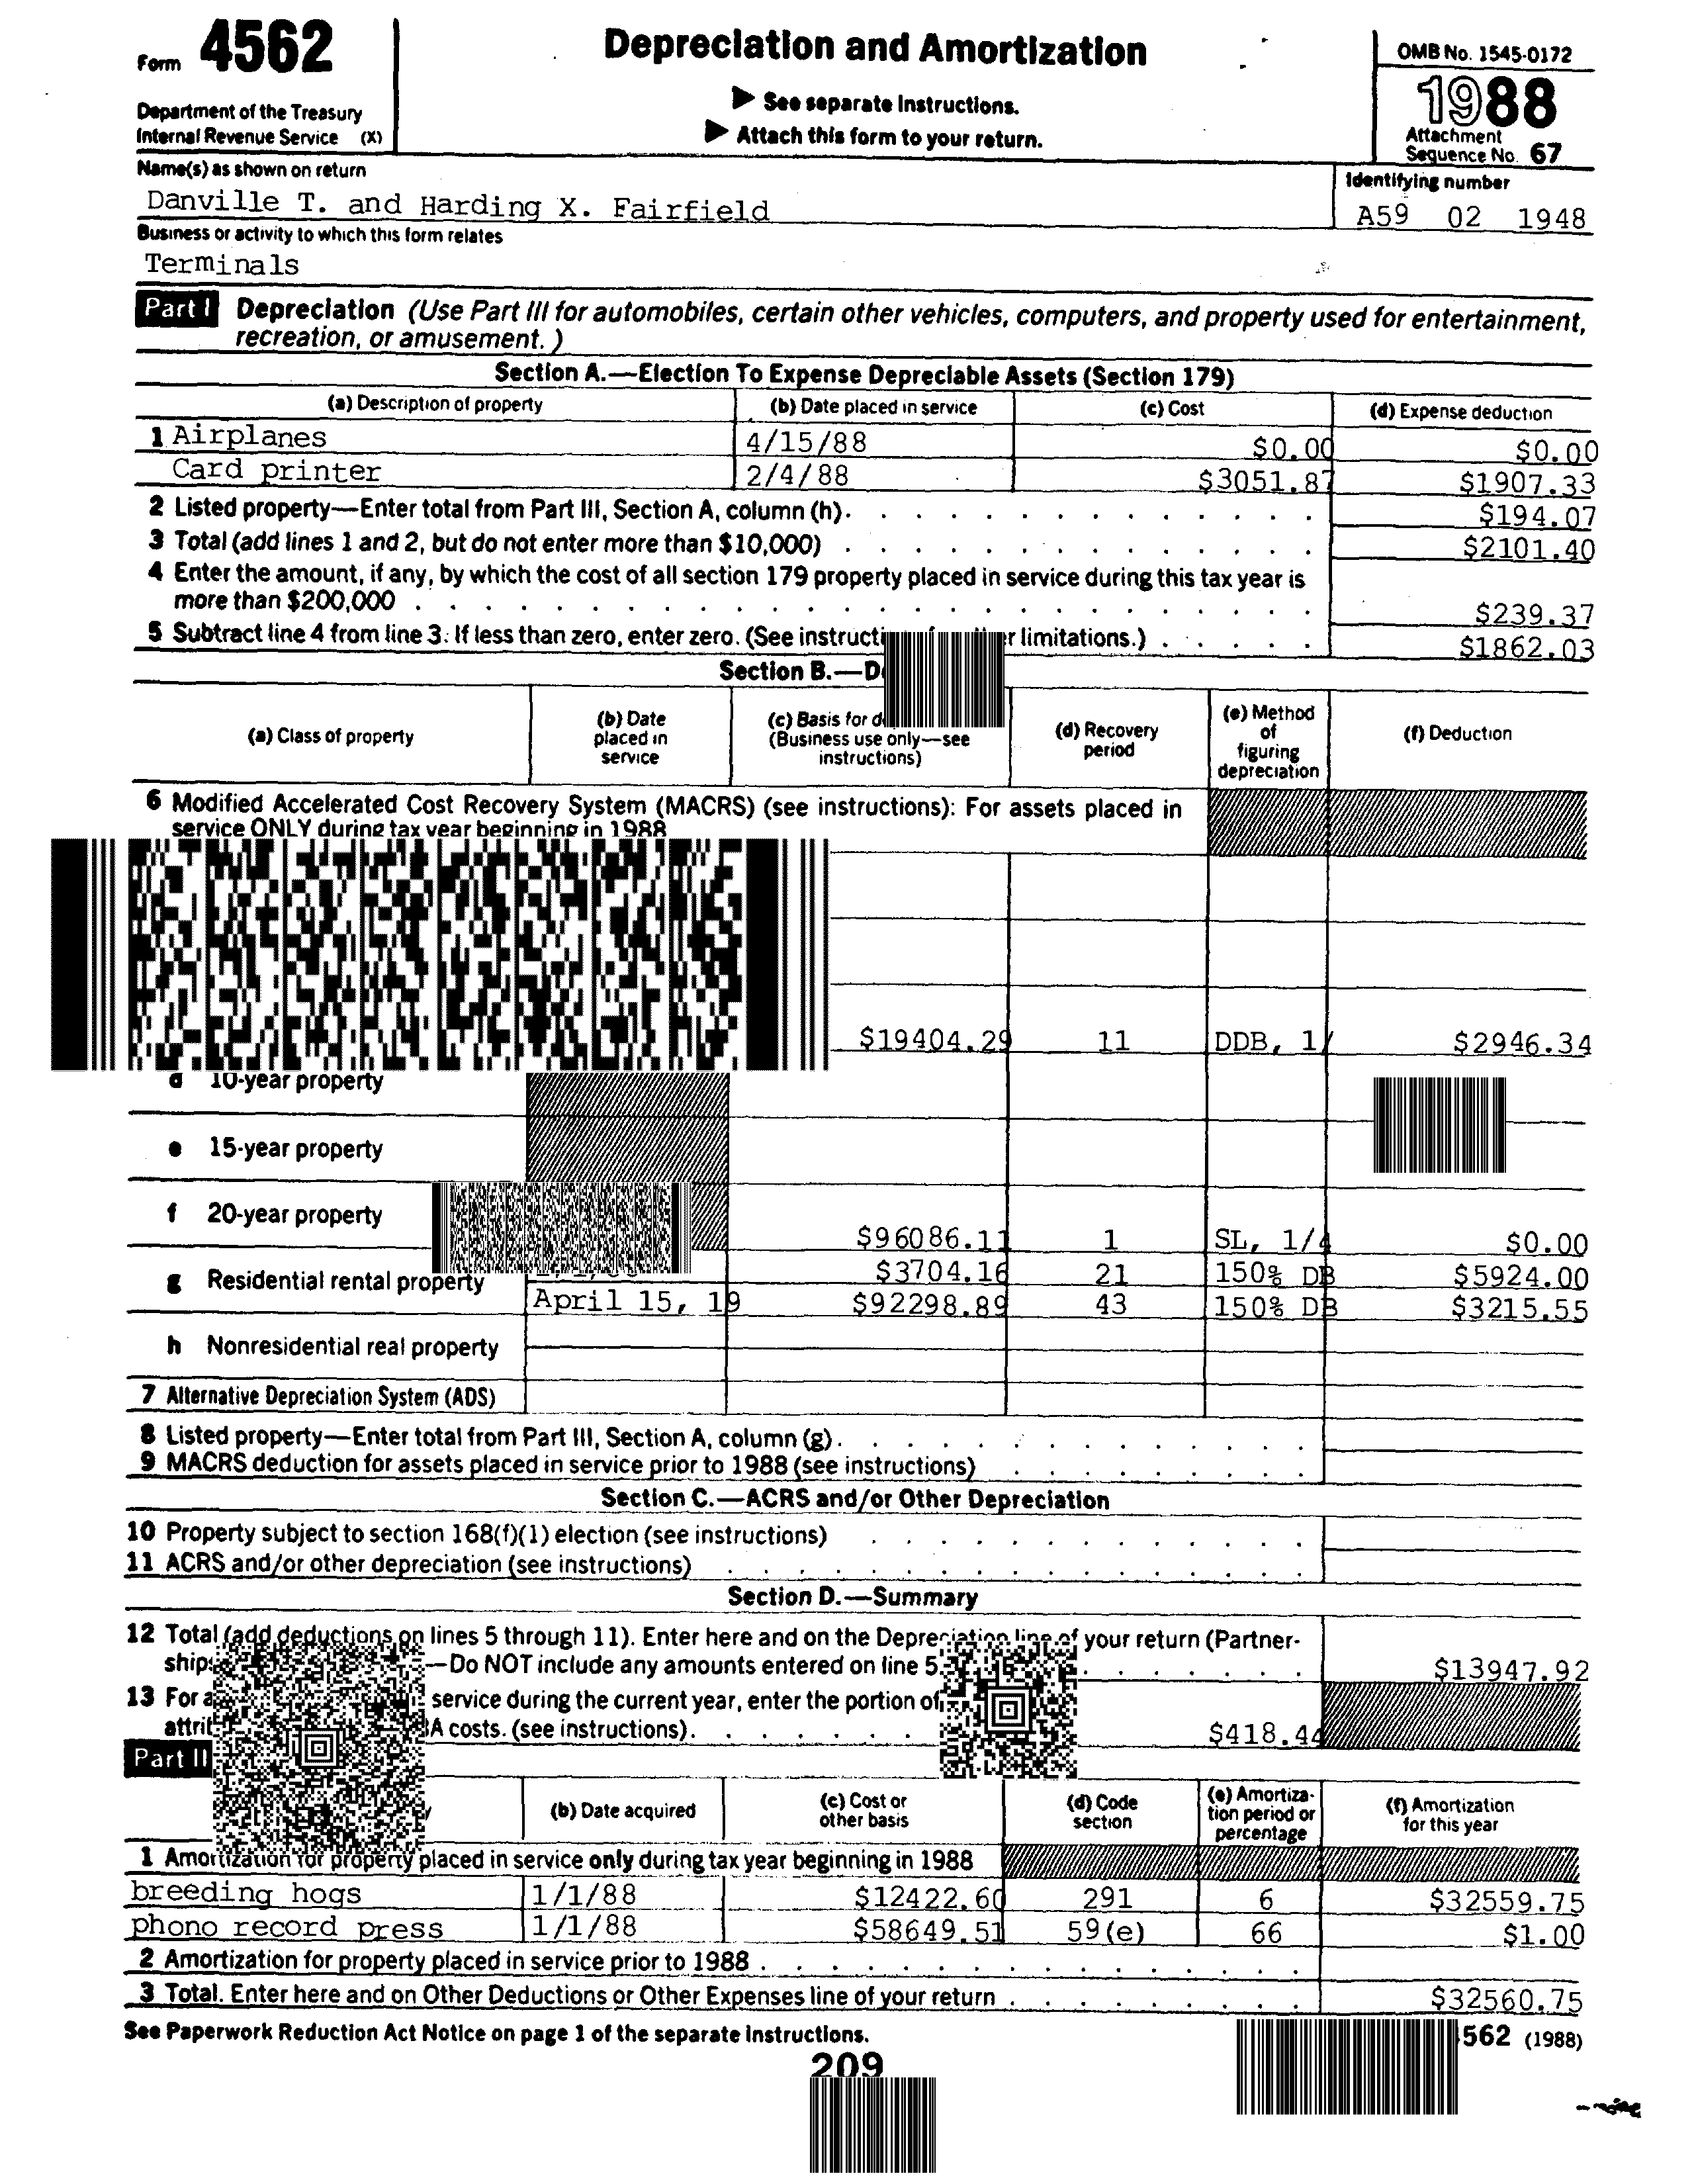 Form 4562
Depreciation and Amortization
OMB No. 1545-0172
1988
Department of the Treasury
Internal Revenue Service (X)
▶ See separate Instructions.
▶ Attach this form to your return.
Attachment
Sequence No. 67
Name(s) as shown on return
Identifying number
Danville T. and Harding X. Fairfield
A59 02 1948
Business or activity to which this form relates
Terminals
Part I Depreciation (Use Part III for automobiles, certain other vehicles, computers, and property used for entertainment,
recreation, or amusement.)
Section A.—Election To Expense Depreciable Assets (Section 179)
(a) Description of property (b) Date placed in service (c) Cost (d) Expense deduction
1 Airplanes 4/15/88 $0.00 $0.00
Card printer 2/4/88 $3051.87 $1907.33
2 Listed property—Enter total from Part III, Section A, column (h). $194.07
3 Total (add lines 1 and 2, but do not enter more than $10,000) $2101.40
4 Enter the amount, if any, by which the cost of all section 179 property placed in service during this tax year is
more than $200,000 $239.37
5 Subtract line 4 from line 3. If less than zero, enter zero. (See limitations.) $1862.03
Section B.—
(a) Class of property
(b) Date
placed in
service
(c) Basis for
(Business use only—see
instructions)
(d) Recovery
period
(e) Method
of
figuring
depreciation
(f) Deduction
6 Modified Accelerated Cost Recovery System (MACRS) (see instructions): For assets placed in
service ONLY during tax year beginning in 1988
$19404.29 11 DDB, 1/ $2946.34
d 10-year property
e 15-year property
f 20-year property
$96086.11 1 SL, 1/4 $0.00
g Residential rental property $3704.16 21 150% DB $5924.00
April 15, 19 $92298.89 43 150% DB $3215.55
h Nonresidential real property
7 Alternative Depreciation System (ADS)
8 Listed property—Enter total from Part III, Section A, column (g).
9 MACRS deduction for assets placed in service prior to 1988 (see instructions)
Section C.—ACRS and/or Other Depreciation
10 Property subject to section 168(f)(1) election (see instructions)
11 ACRS and/or other depreciation (see instructions)
Section D.—Summary
12 Total (add deductions on lines 5 through 11). Enter here and on the Depreciation line of your return (Partner-
—Do NOT include any amounts entered on line 5. $13947.92
13 For service during the current year, enter the portion of
costs. (see instructions). $418.44
Part II
(b) Date acquired
(c) Cost or
other basis
(d) Code
section
(e) Amortiza-
tion period or
percentage
(f) Amortization
for this year
1 Amortization for property placed in service only during tax year beginning in 1988
breeding hogs 1/1/88 $12422.60 291 6 $32559.75
phono record press 1/1/88 $58649.51 59(e) 66 $1.00
2 Amortization for property placed in service prior to 1988
3 Total. Enter here and on Other Deductions or Other Expenses line of your return $32560.75
See Paperwork Reduction Act Notice on page 1 of the separate Instructions.
562 (1988)
209